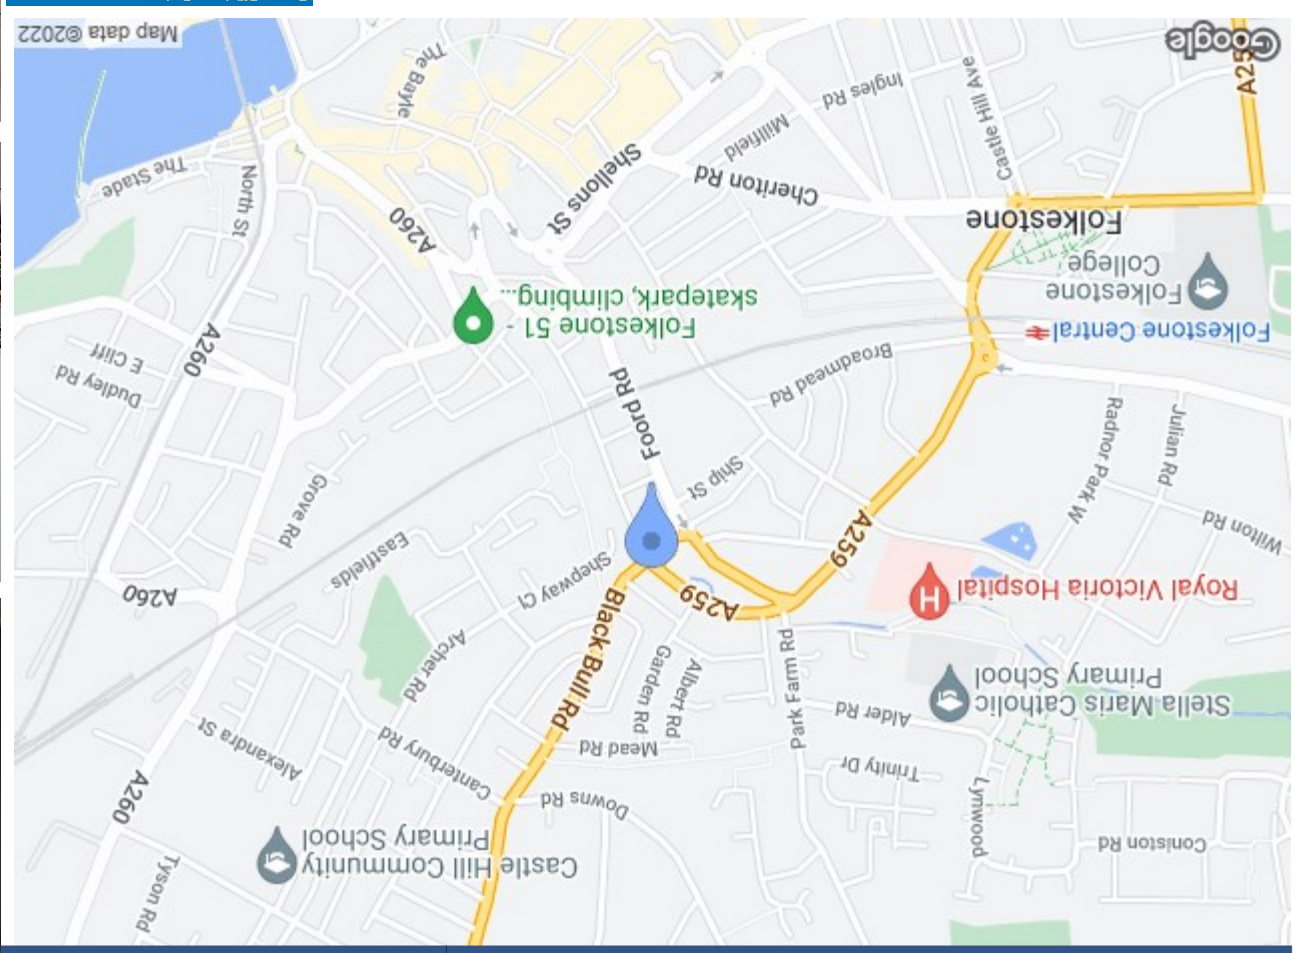 Tyson Rd
Castle Hill Community
Primary School
Coniston Rd
Lynwood
Downs Rd
A260
Trinity Dr
Alexandra St
Canterbury Rd
Mead Rd
Alder Rd
Park Farm Rd
Stella Maris Catholic
Primary School
Albert Rd
Garden Rd
Black Bull Rd
Archer Rd
Royal Victoria Hospital
H
A259
A260
Shepway Cl
Eastfields
A259
Wilton Rd
Grove Rd
Ship St
Radnor Park W
Julian Rd
Foord Rd
Dudley Rd
E Cliff
Broadmead Rd
A260
Folkestone Central
Folkestone 51 -
skatepark, climbing...
Folkestone
College
Folkestone
A260
North St
Shellons St
Cheriton Rd
The Stade
Millfield
Castle Hill Ave
Ingles Rd
The Bayle
A25
Google
Map data ©2022